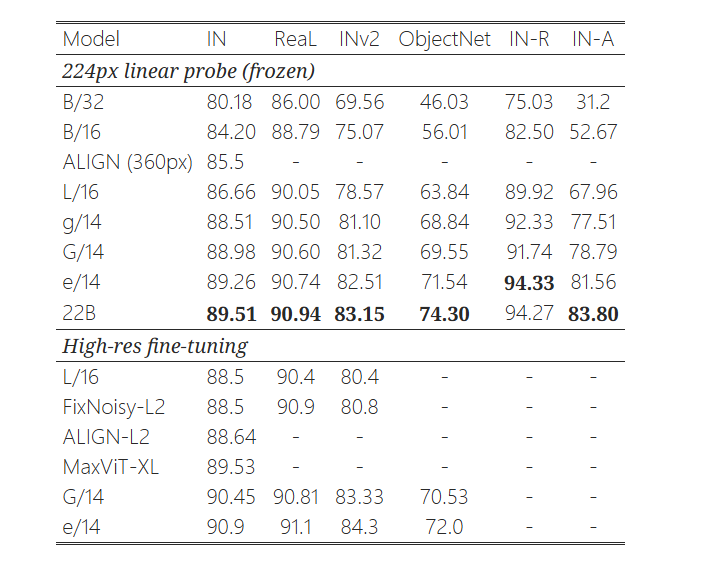 Model IN ReaL INv2 ObjectNet IN-R IN-A
224px linear probe (frozen)
B/32 80.18 86.00 69.56 46.03 75.03 31.2
B/16 84.20 88.79 75.07 56.01 82.50 52.67
ALIGN (360px) 85.5 - - - - -
L/16 86.66 90.05 78.57 63.84 89.92 67.96
g/14 88.51 90.50 81.10 68.84 92.33 77.51
G/14 88.98 90.60 81.32 69.55 91.74 78.79
e/14 89.26 90.74 82.51 71.54 94.33 81.56
22B 89.51 90.94 83.15 74.30 94.27 83.80
High-res fine-tuning
L/16 88.5 90.4 80.4 - - -
FixNoisy-L2 88.5 90.9 80.8 - - -
ALIGN-L2 88.64 - - - - -
MaxViT-XL 89.53 - - - - -
G/14 90.45 90.81 83.33 70.53 - -
e/14 90.9 91.1 84.3 72.0 - -